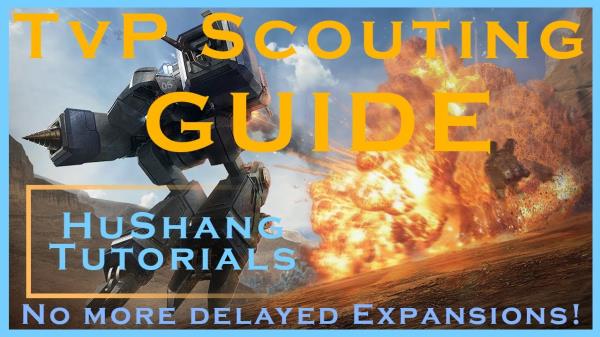 TvP Scouting
GUIDE
HuShang
Tutorials
No more delayed Expansions!